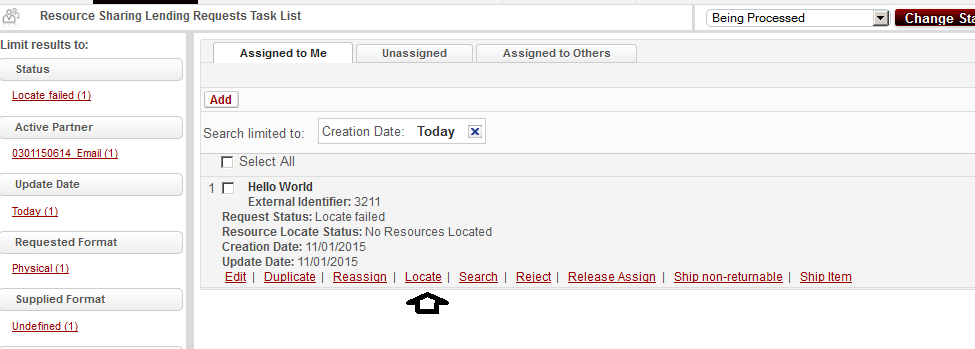 Resource Sharing Lending Requests Task List
Being Processed
Change Sta
Limit results to:
Status
Locate failed (1)
Active Partner
0301150614_Email (1)
Update Date
Today (1)
Requested Format
Physical (1)
Supplied Format
Undefined (1)
Assigned to Me
Unassigned
Assigned to Others
Add
Search limited to: Creation Date: Today
Select All
1 Hello World
External Identifier: 3211
Request Status: Locate failed
Resource Locate Status: No Resources Located
Creation Date: 11/01/2015
Update Date: 11/01/2015
Edit | Duplicate | Reassign | Locate | Search | Reject | Release Assign | Ship non-returnable | Ship Item